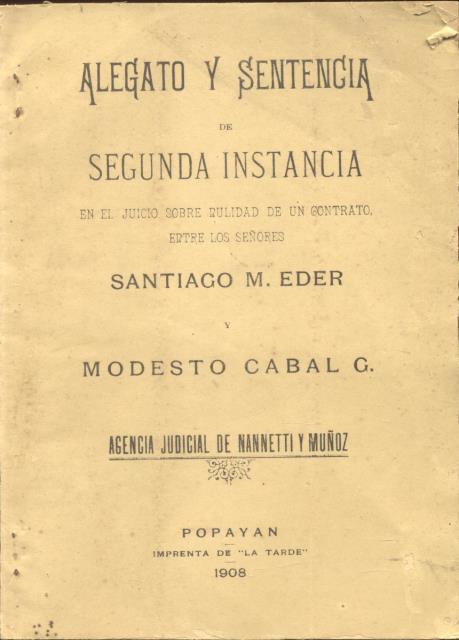 ALEGATO Y SENTENCIA
DE
SEGUNDA INSTANCIA
EN EL JUICIO SOBRE NULIDAD DE UN CONTRATO,
ENTRE LOS SEÑORES
SANTIAGO M. EDER
Y
MODESTO CABAL G.
AGENCIA JUDICIAL DE NANNETTI Y MUÑOZ
POPAYAN
IMPRENTA DE "LA TARDE"
1908